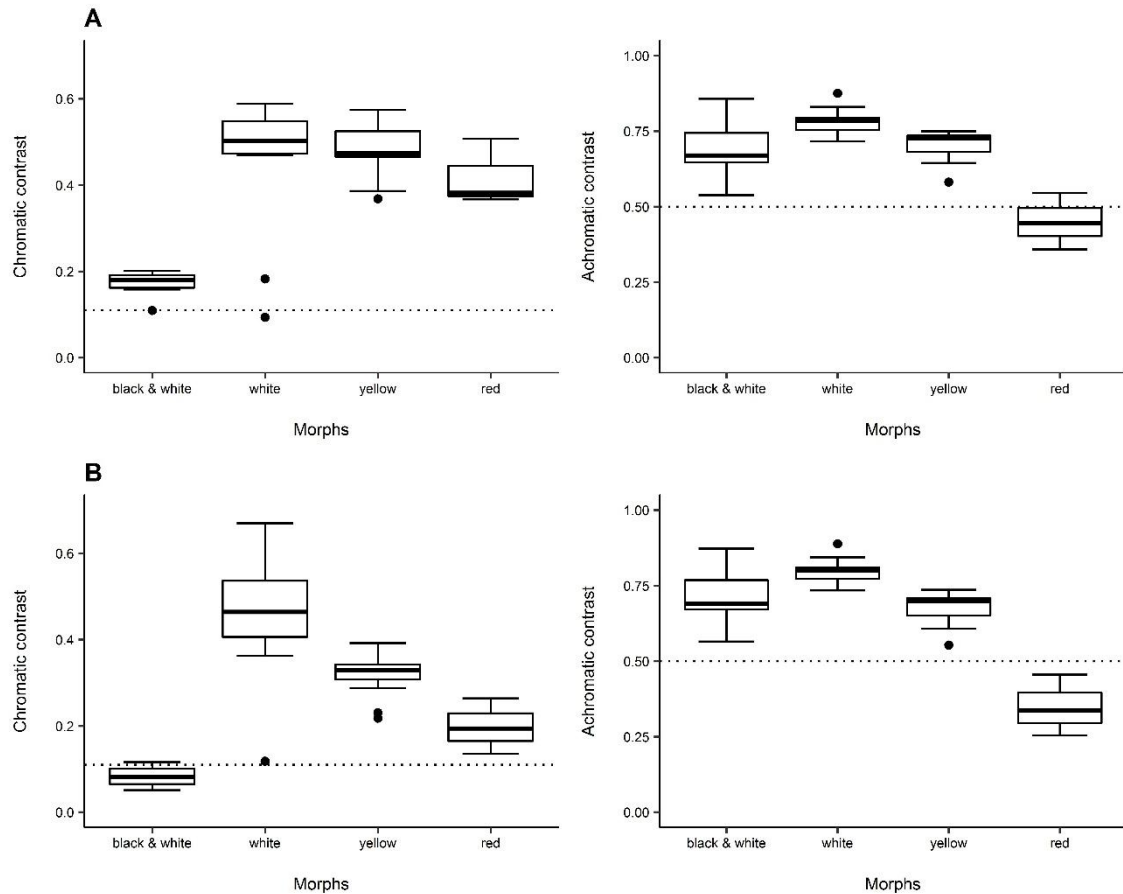 A
Chromatic contrast
0.6
0.4
0.2
0.0
black & white white yellow red
Morphs
Achromatic contrast
1.00
0.75
0.50
0.25
0.00
black & white white yellow red
Morphs
B
Chromatic contrast
0.6
0.4
0.2
0.0
black & white white yellow red
Morphs
Achromatic contrast
1.00
0.75
0.50
0.25
0.00
black & white white yellow red
Morphs